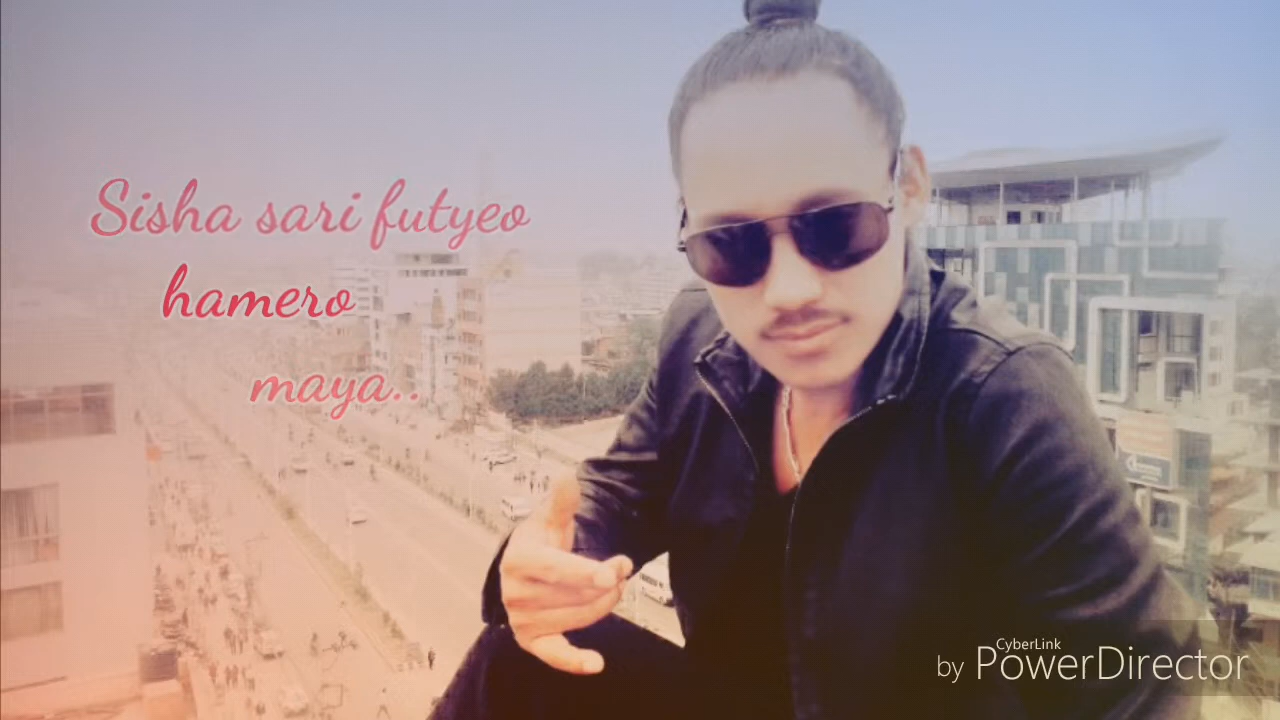 Sisha sari futyeo
hamero
maya..
CyberLink
by PowerDirector